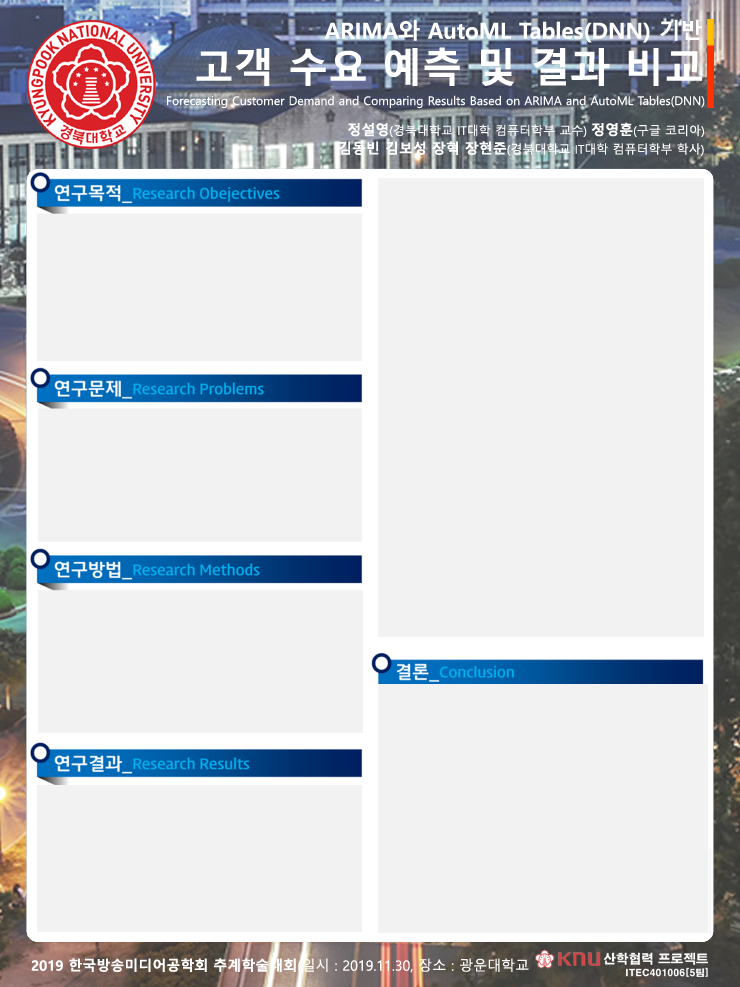 ARIMA와 AutoML Tables(DNN) 기반
고객 수요 예측 및 결과 비교
Forecasting Customer Demand and Comparing Results Based on ARIMA and AutoML Tables(DNN)
정설영(경북대학교 IT대학 컴퓨터학부 교수) 정영훈(구글 코리아)
김동빈 김보성 장혁 장현준(경북대학교 IT대학 컴퓨터학부 학사)
KYUNGPOOK NATIONAL UNIVERSITY
경북대학교
연구목적_Research Obejectives
연구문제_Research Problems
연구방법_Research Methods
연구결과_Research Results
결론_Conclusion
2019 한국방송미디어공학회 추계학술대회(일시 : 2019.11.30, 장소 : 광운대학교
KNU 산학협력 프로젝트
ITEC401006[5팀]